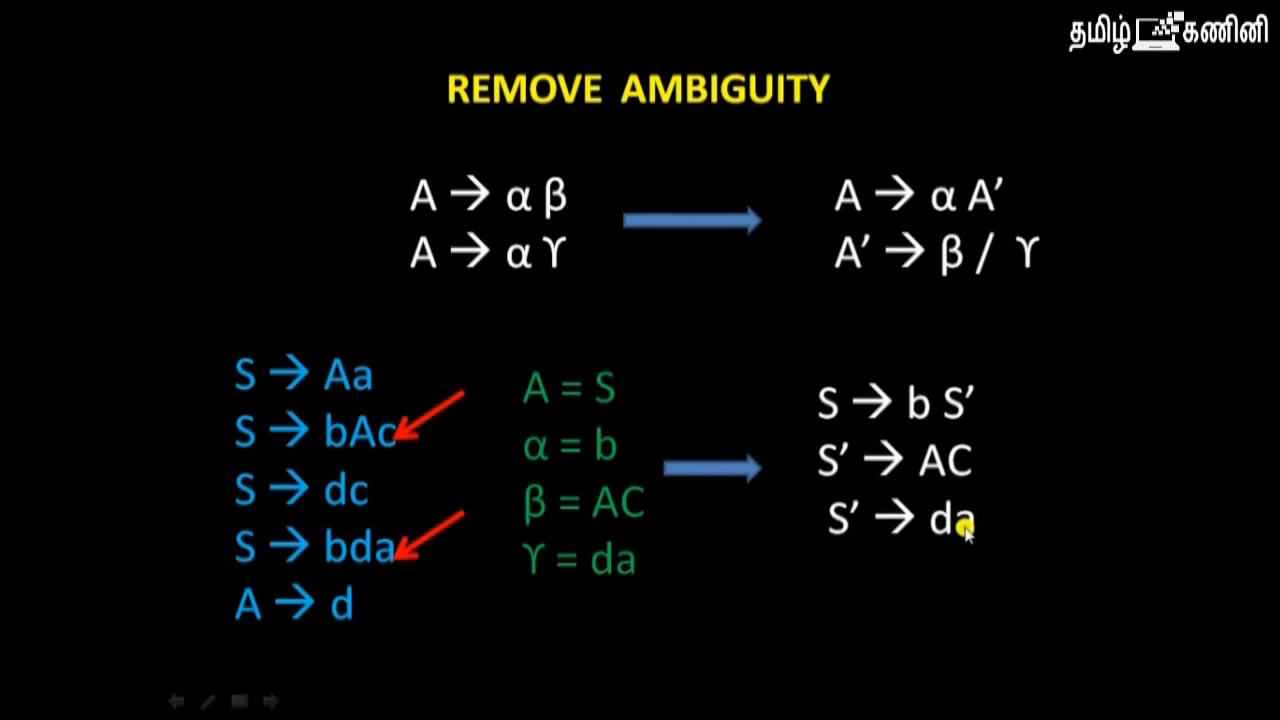 தமிழ் கணினி
REMOVE AMBIGUITY
A → α β
A → α ϒ
A → α A’
A’ → β / ϒ
S → Aa
S → bAc
S → dc
S → bda
A → d
A = S
α = b
β = AC
ϒ = da
S → b S’
S’ → AC
S’ → da